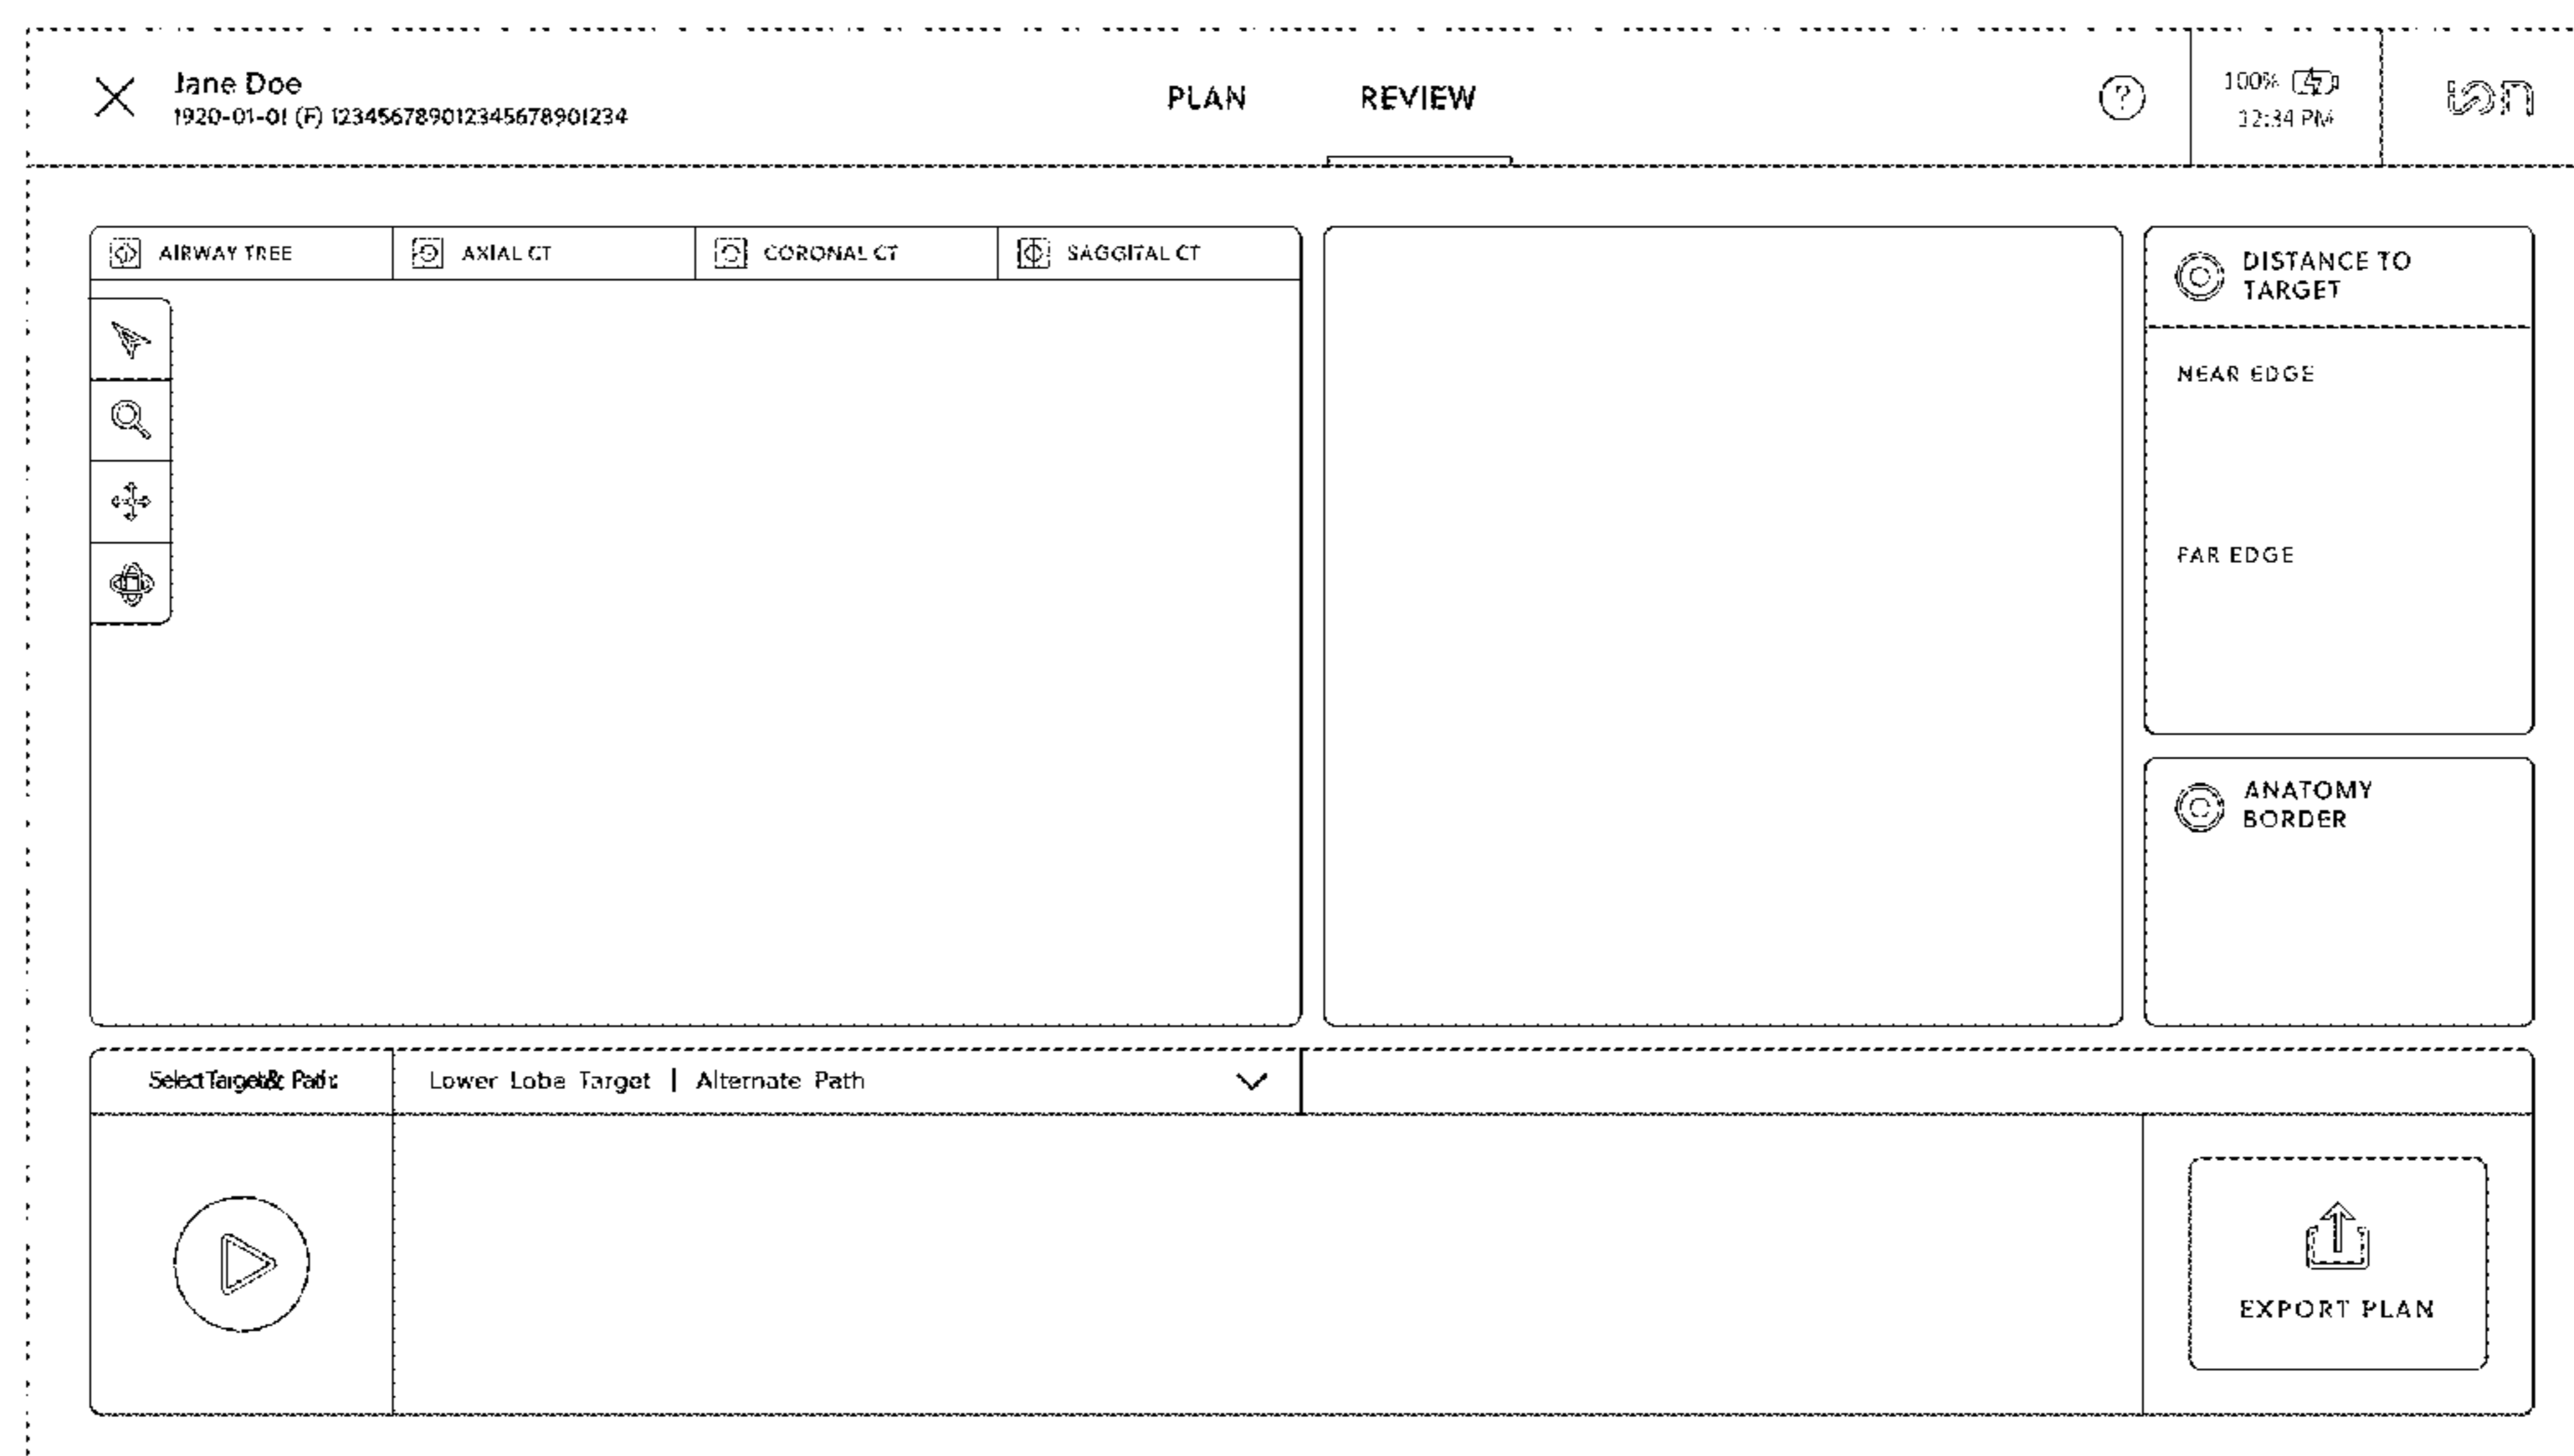 Jane Doe
1920-01-01 (F) 123456789012345678901234
PLAN
REVIEW
?
100%
12:34 PM
ion
AIRWAY TREE
AXIAL CT
CORONAL CT
SAGGITAL CT
DISTANCE TO
TARGET
NEAR EDGE
FAR EDGE
ANATOMY
BORDER
Select Target & Path:
Lower Lobe Target | Alternate Path
EXPORT PLAN